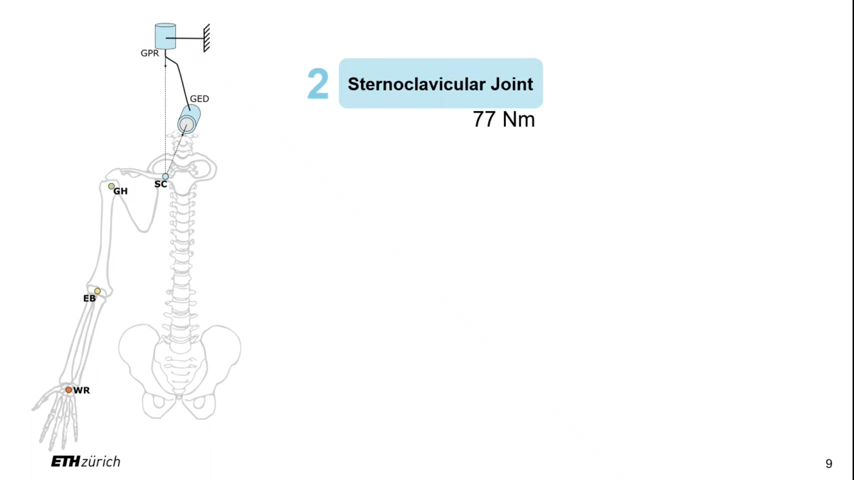 GPR
GED
2 Sternoclavicular Joint
77 Nm
SC
GH
EB
WR
ETH zürich
9